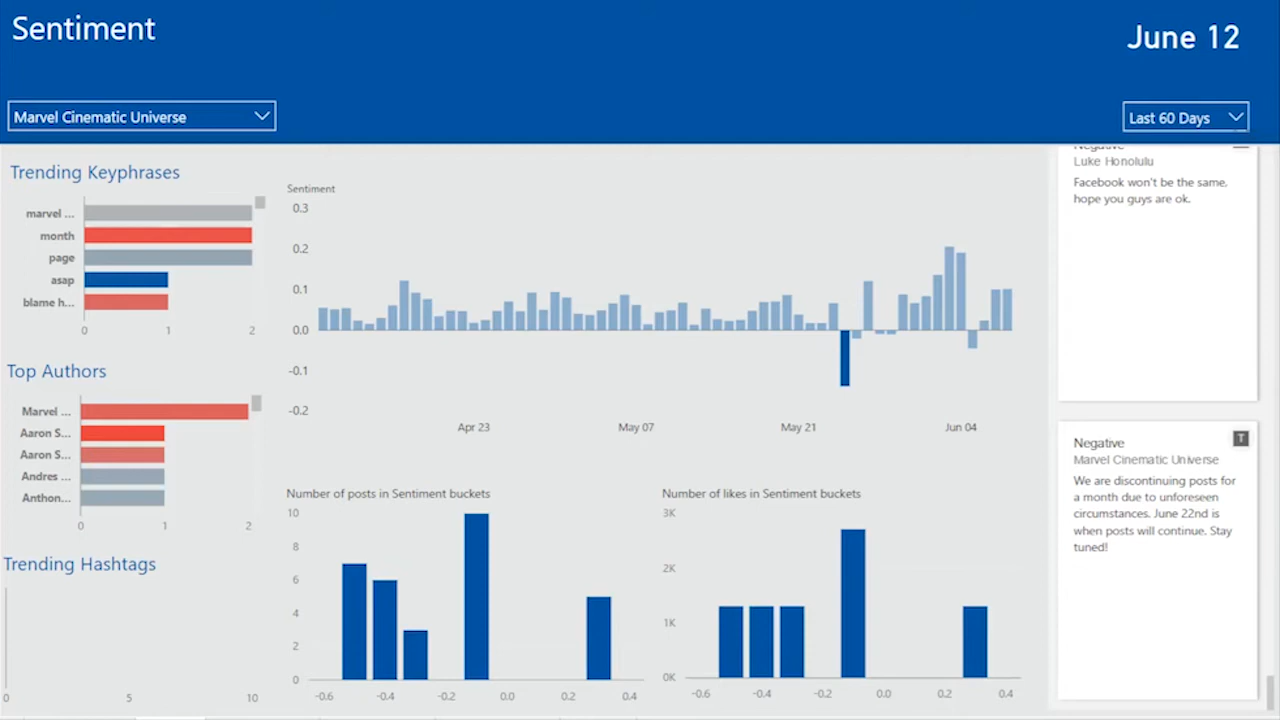 Sentiment
June 12
Marvel Cinematic Universe
Last 60 Days
Trending Keyphrases
marvel ...
month
page
asap
blame h...
0 1 2
Top Authors
Marvel ...
Aaron S...
Aaron S...
Andres ...
Anthon...
0 1 2
Trending Hashtags
0 5 10
Sentiment
0.3
0.2
0.1
0.0
-0.1
-0.2
Apr 23 May 07 May 21 Jun 04
Number of posts in Sentiment buckets
10
8
6
4
2
0
-0.6 -0.4 -0.2 0.0 0.2 0.4
Number of likes in Sentiment buckets
3K
2K
1K
0K
-0.6 -0.4 -0.2 0.0 0.2 0.4
Negative
Luke Honolulu
Facebook won't be the same,
hope you guys are ok.
Negative
T
Marvel Cinematic Universe
We are discontinuing posts for
a month due to unforeseen
circumstances. June 22nd is
when posts will continue. Stay
tuned!